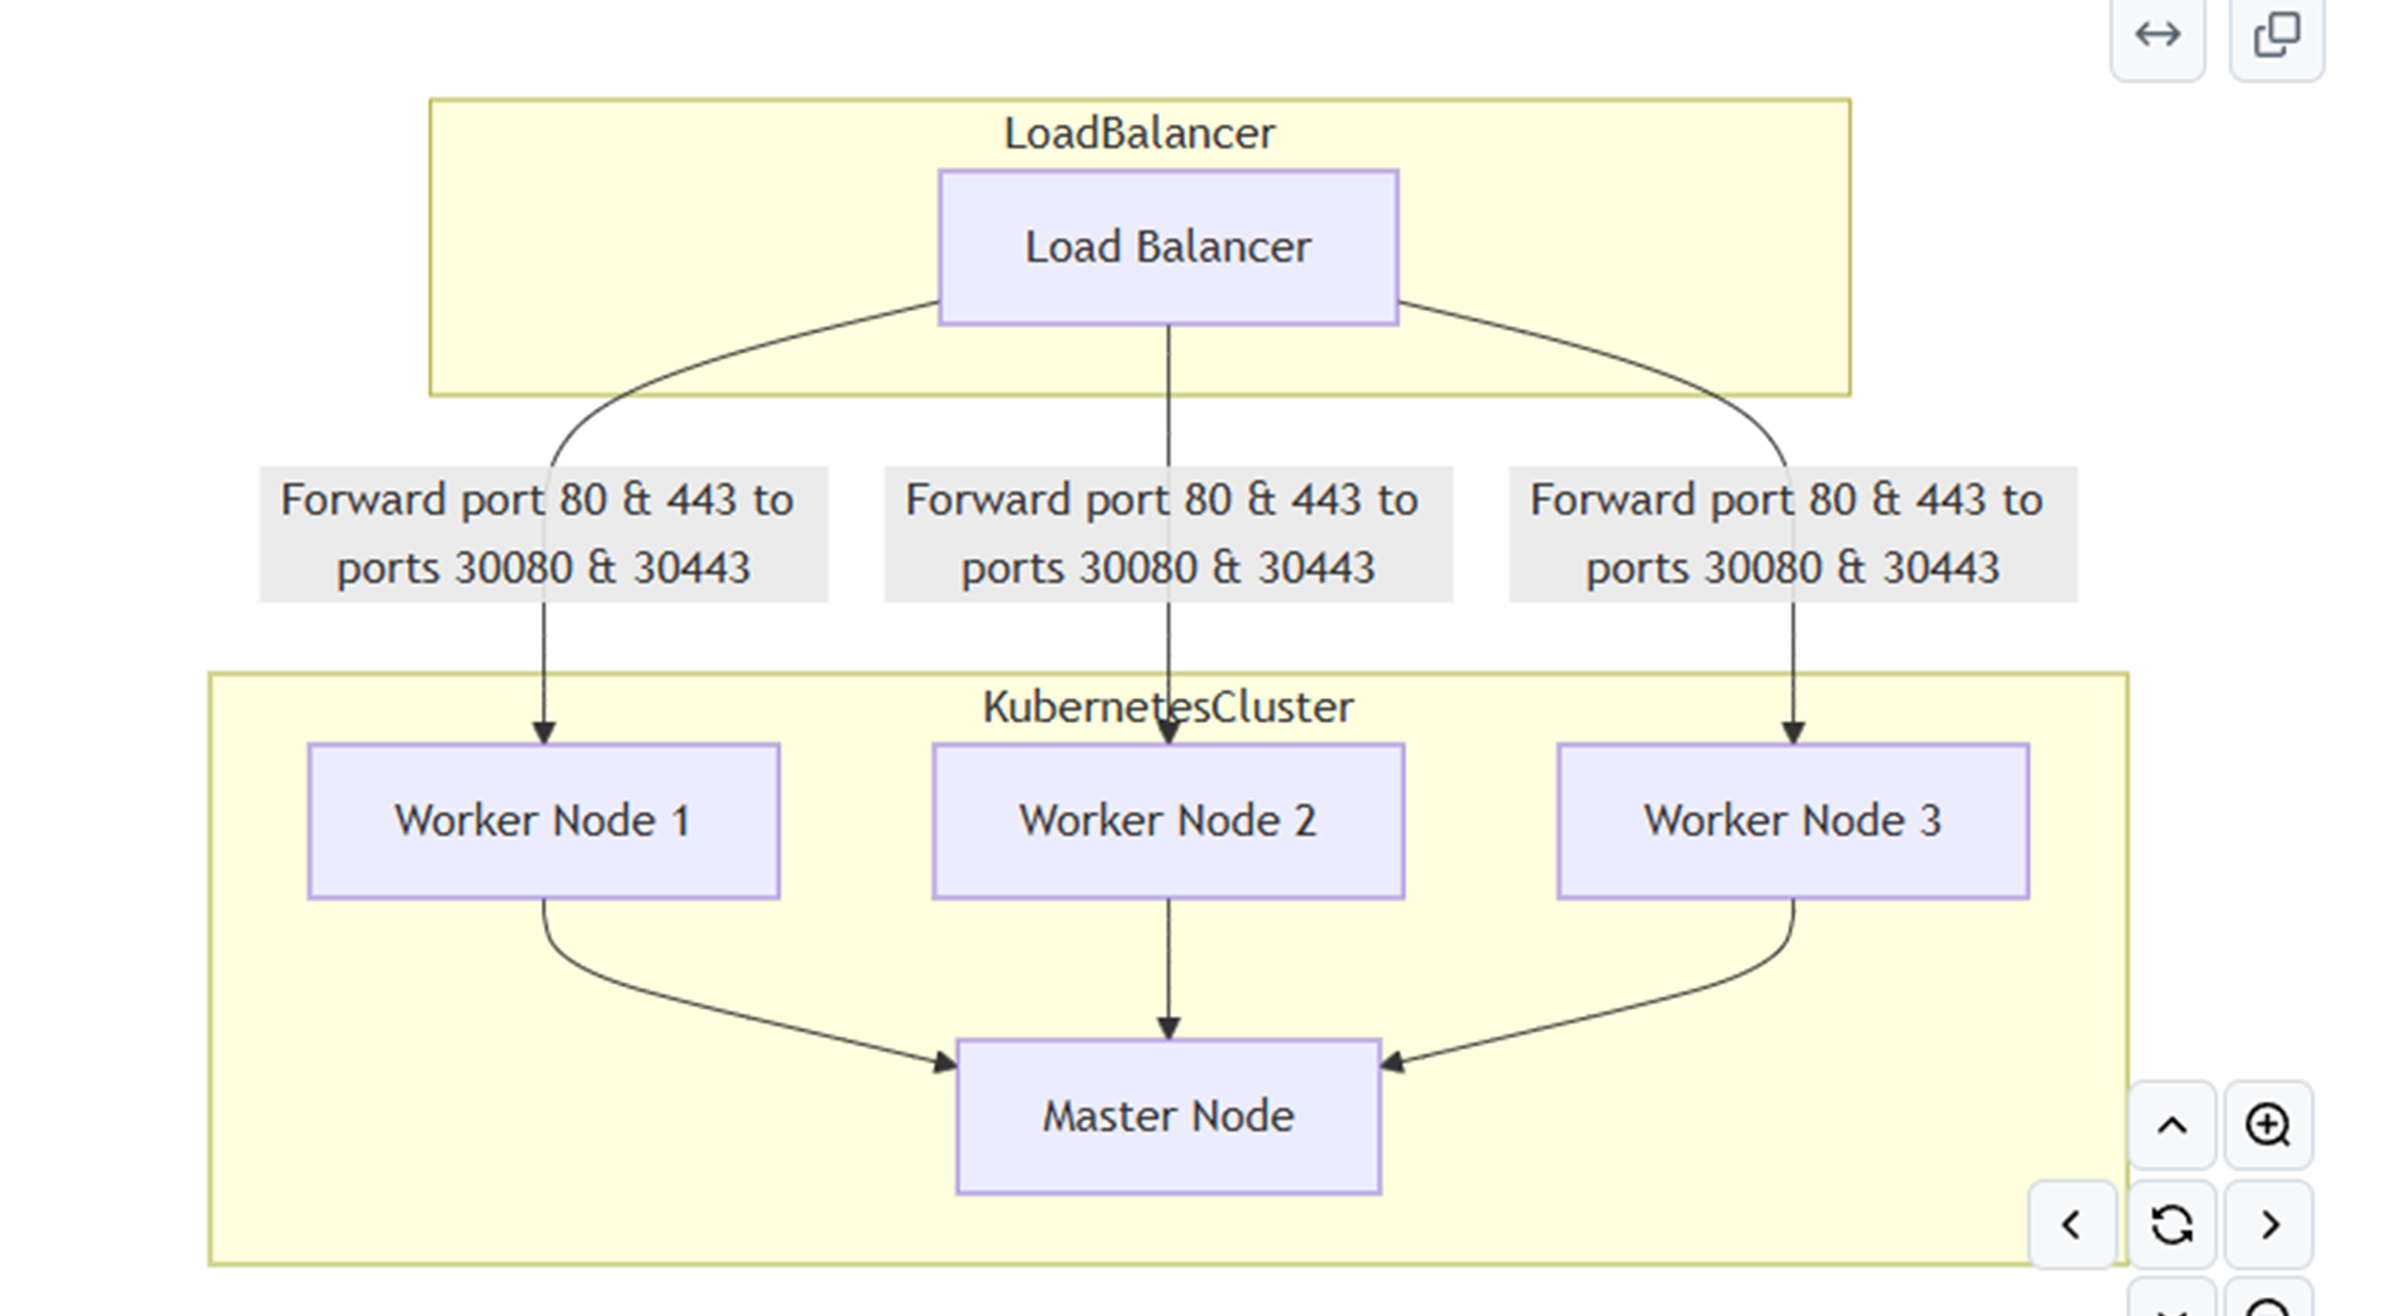 LoadBalancer
Load Balancer
Forward port 80 & 443 to
ports 30080 & 30443
Forward port 80 & 443 to
ports 30080 & 30443
Forward port 80 & 443 to
ports 30080 & 30443
KubernetesCluster
Worker Node 1
Worker Node 2
Worker Node 3
Master Node